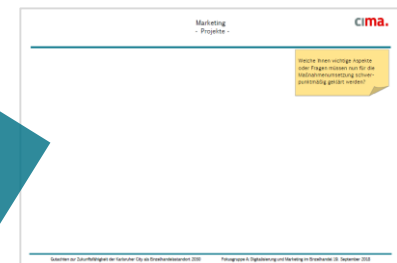 Marketing
- Projekte -
cima.
Welche Ihnen wichtige Aspekte
oder Fragen müssen nun für die
Maßnahmenumsetzung schwer-
punktmäßig geklärt werden?
Gutachten zur Zukunftsfähigkeit der Karlsruher City als Einzelhandelsstandort 2030
Fokusgruppe A: Digitalisierung und Marketing im Einzelhandel 18. September 2018